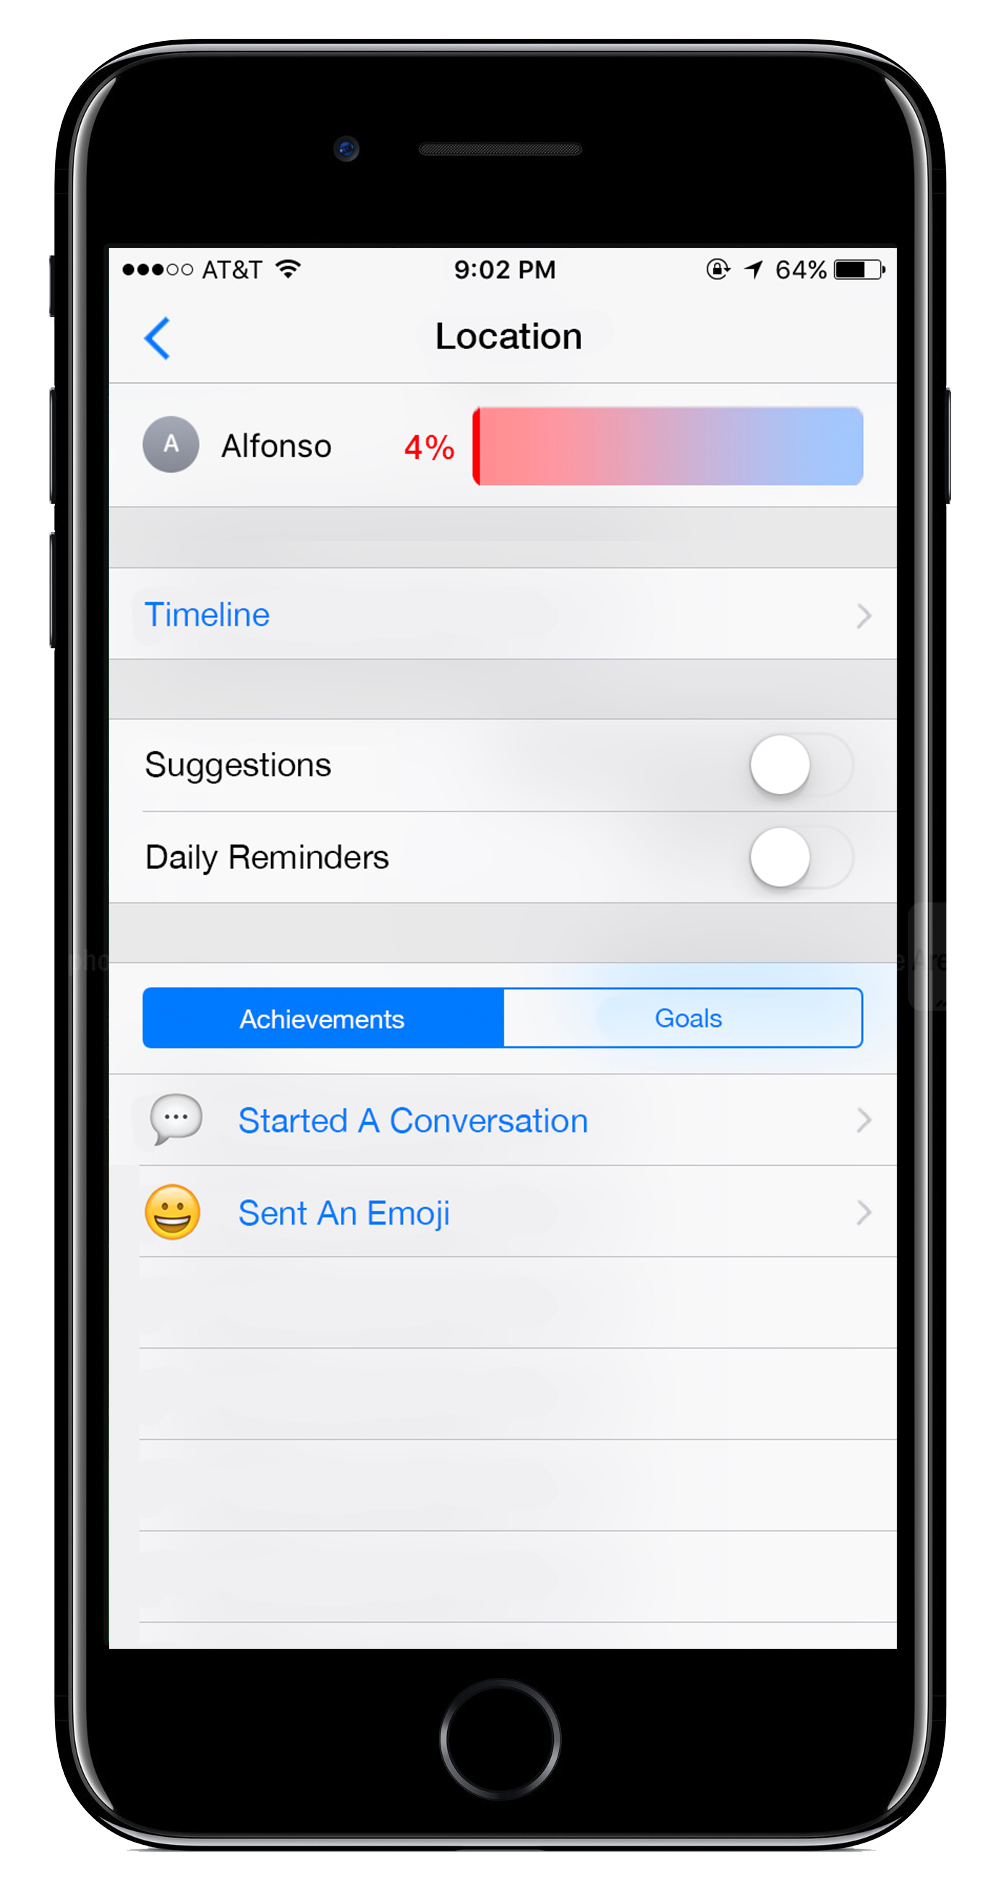 AT&T 9:02 PM 64%
Location
A Alfonso 4%
Timeline
Suggestions
Daily Reminders
Achievements Goals
Started A Conversation
Sent An Emoji